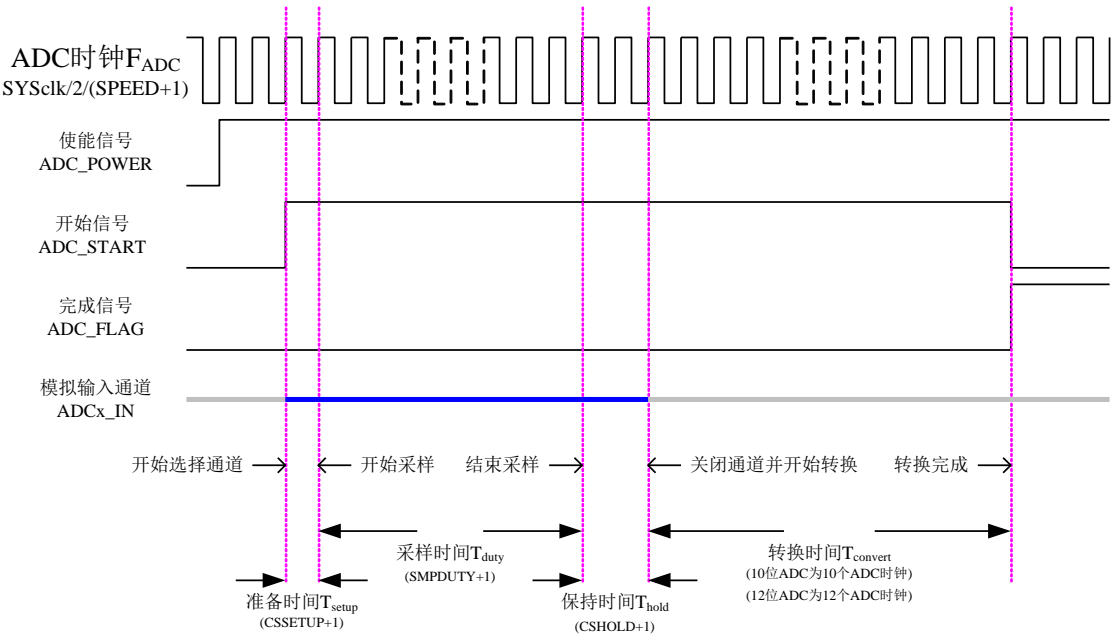 ADC时钟FADC
SYSclk/2/(SPEED+1)
使能信号
ADC_POWER
开始信号
ADC_START
完成信号
ADC_FLAG
模拟输入通道
ADCx_IN
开始选择通道 开始采样 结束采样 关闭通道并开始转换 转换完成
采样时间Tduty
(SMPDUTY+1)
转换时间Tconvert
(10位ADC为10个ADC时钟)
(12位ADC为12个ADC时钟)
准备时间Tsetup
(CSSETUP+1)
保持时间Thold
(CSHOLD+1)